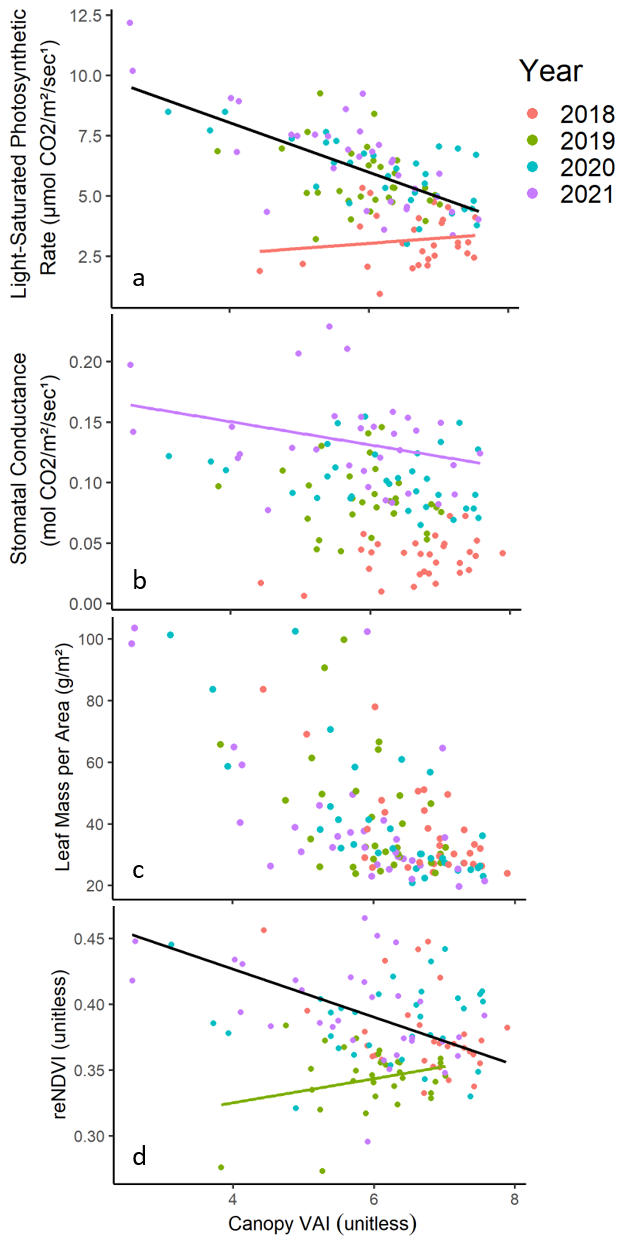 Light-Saturated Photosynthetic
Rate (µmol CO2/m²/sec¹)
12.5
10.0
7.5
5.0
2.5
a
Year
2018
2019
2020
2021
Stomatal Conductance
(mol CO2/m²/sec¹)
0.20
0.15
0.10
0.05
0.00
b
Leaf Mass per Area (g/m²)
100
80
60
40
20
c
reNDVI (unitless)
0.45
0.40
0.35
0.30
d
4 6 8
Canopy VAI (unitless)